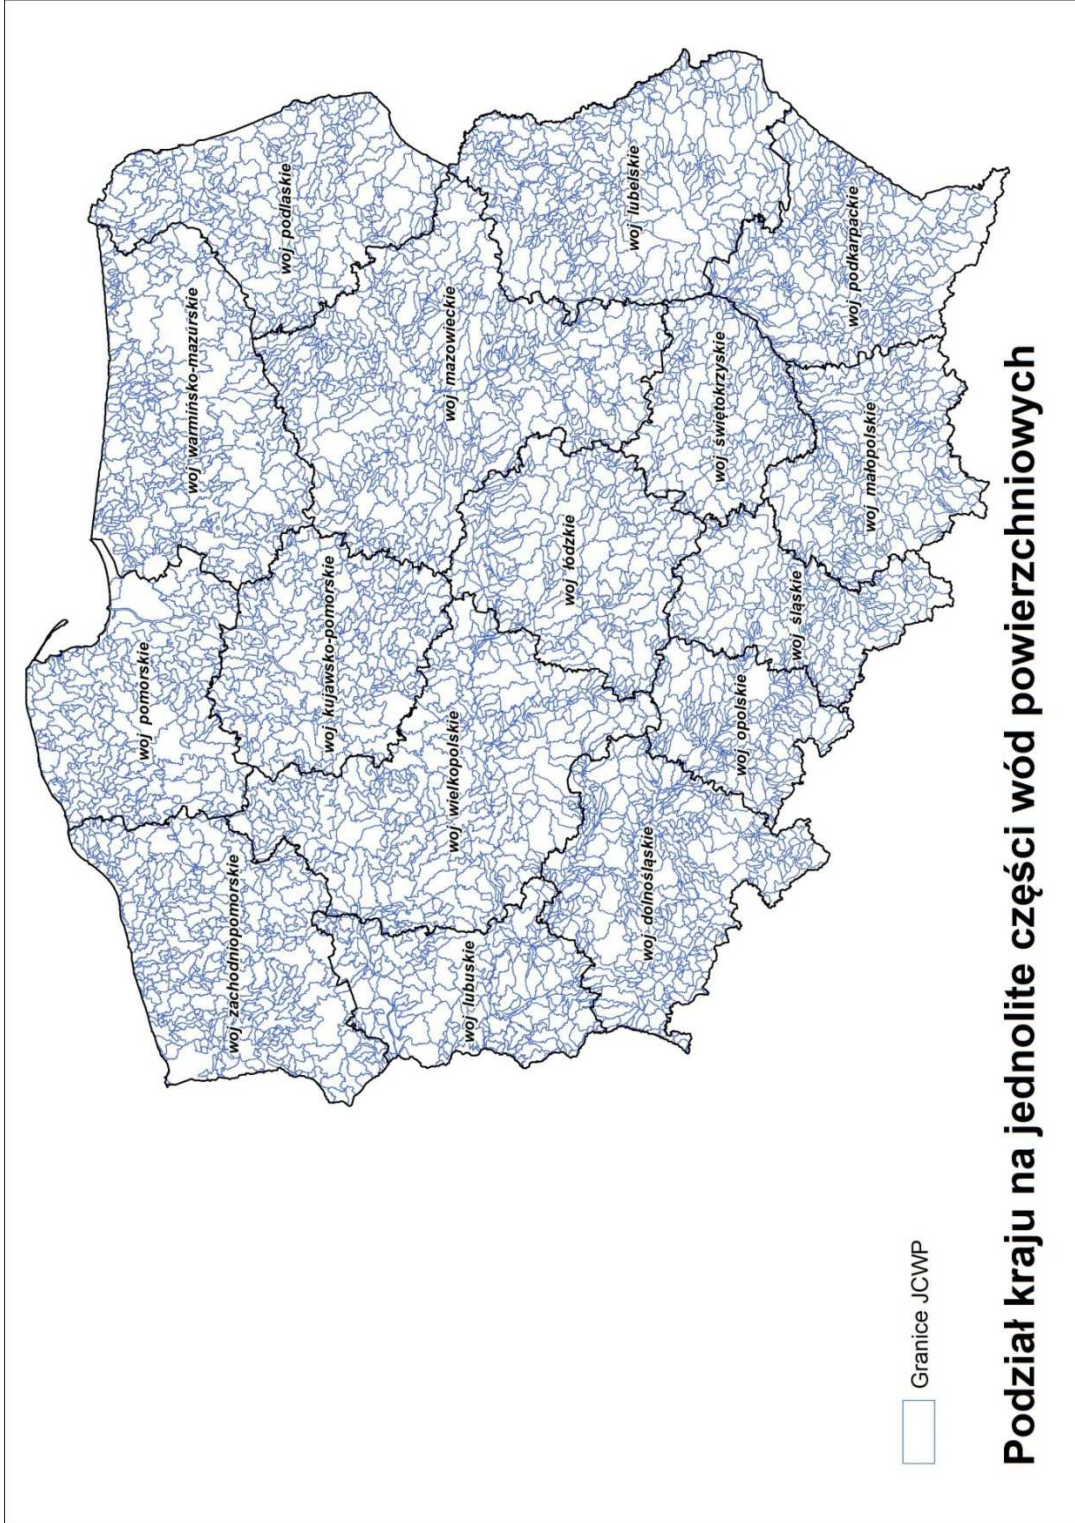 woj pomorskie
woj warmińsko-mazurskie
woj zachodniopomorskie
woj podlaskie
woj kujawsko-pomorskie
woj mazowieckie
woj wielkopolskie
woj lubuskie
woj łódzkie
woj lubelskie
woj dolnośląskie
woj świętokrzyskie
woj opolskie
woj śląskie
woj podkarpackie
woj małopolskie
Granice JCWP
Podział kraju na jednolite części wód powierzchniowych